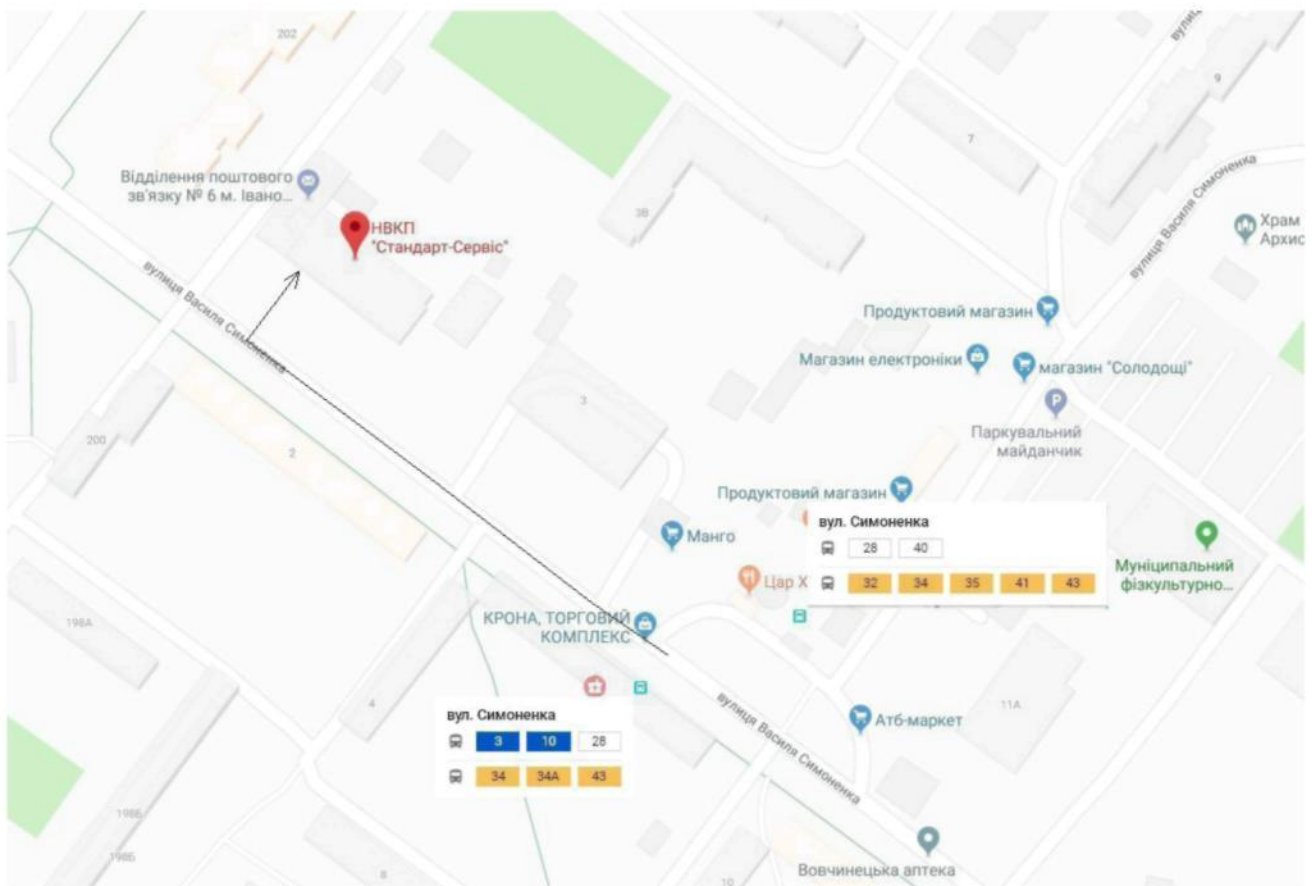 202
9
7
Відділення поштового
зв'язку № 6 м. Івано...
3В
вулиця Василя Симоненка
НВКП
"Стандарт-Сервіс"
Храм
Архис
вулиця Василя Симоненка
Продуктовий магазин
Магазин електроніки
магазин "Солодощі"
3
Паркувальний
майданчик
200
2
Продуктовий магазин
вул. Симоненка
28 40
32 34 35 41 43
Манго
Муніципальний
фізкультурно...
Цар Х
КРОНА, ТОРГОВИЙ
КОМПЛЕКС
198А
4
11А
вул. Симоненка
3 10 28
34 34А 43
вулиця Василя Симоненка
Атб-маркет
198Б
198Б
8
10
Вовчинецька аптека